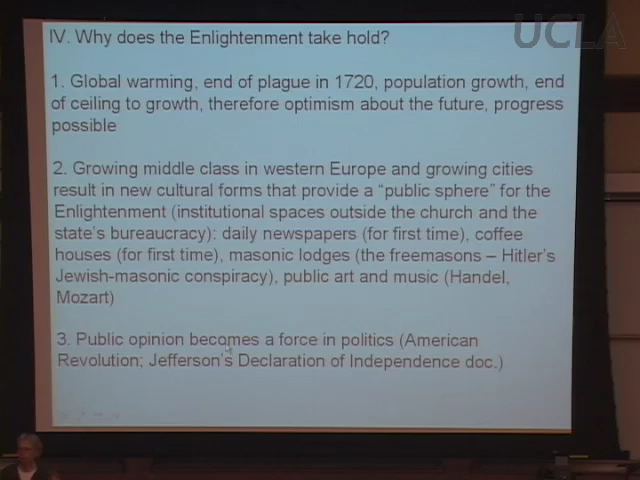 UCLA
IV. Why does the Enlightenment take hold?
1. Global warming, end of plague in 1720, population growth, end
of ceiling to growth, therefore optimism about the future, progress
possible
2. Growing middle class in western Europe and growing cities
result in new cultural forms that provide a “public sphere” for the
Enlightenment (institutional spaces outside the church and the
state’s bureaucracy): daily newspapers (for first time), coffee
houses (for first time), masonic lodges (the freemasons – Hitler’s
Jewish-masonic conspiracy), public art and music (Handel,
Mozart)
3. Public opinion becomes a force in politics (American
Revolution; Jefferson’s Declaration of Independence doc.)